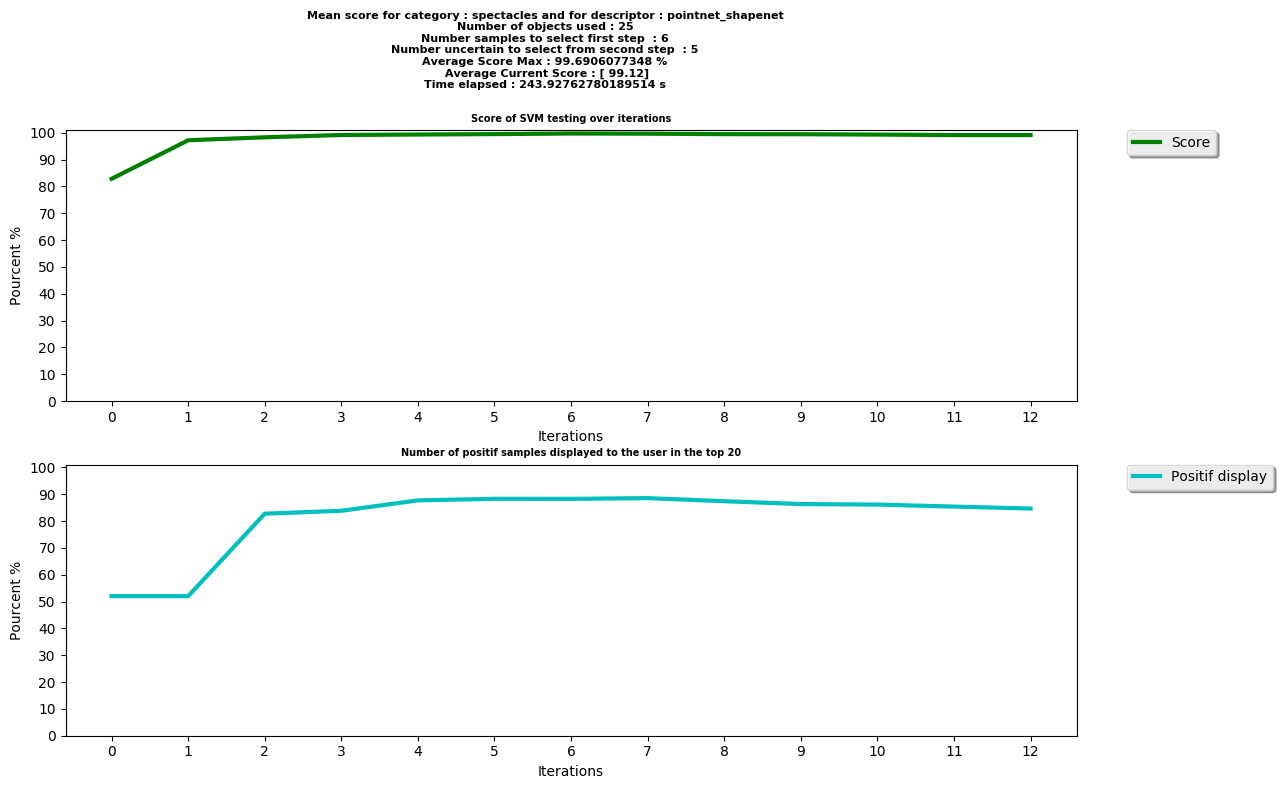 Mean score for category : spectacles and for descriptor : pointnet_shapenet
Number of objects used : 25
Number samples to select first step  : 6
Number uncertain to select from second step  : 5
Average Score Max : 99.6906077348 %
Average Current Score : [ 99.12]
Time elapsed : 243.92762780189514 s
Score of SVM testing over iterations
100
90
80
70
60
50
40
30
20
10
0
Pourcent %
0 1 2 3 4 5 6 7 8 9 10 11 12
Iterations
Score
Number of positif samples displayed to the user in the top 20
100
90
80
70
60
50
40
30
20
10
0
Pourcent %
0 1 2 3 4 5 6 7 8 9 10 11 12
Iterations
Positif display